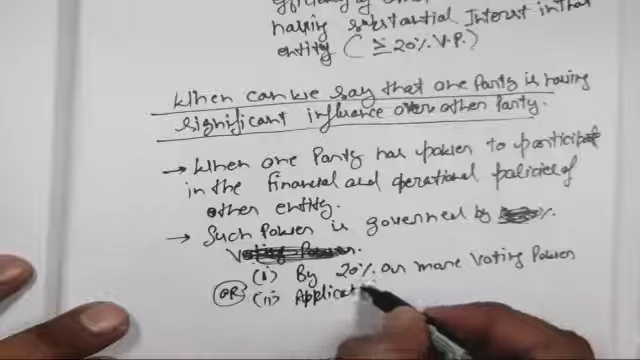 having substantial Interest in that
entity ( ≥ 20% V.P.)
When can we say that one Party is having
significant influence over other Party.
→ When one Party has power to participat
in the financial and operational policies of
other entity.
→ Such Power is governed by %.
(i) By 20% or more Voting Power
OR (ii) Applicat